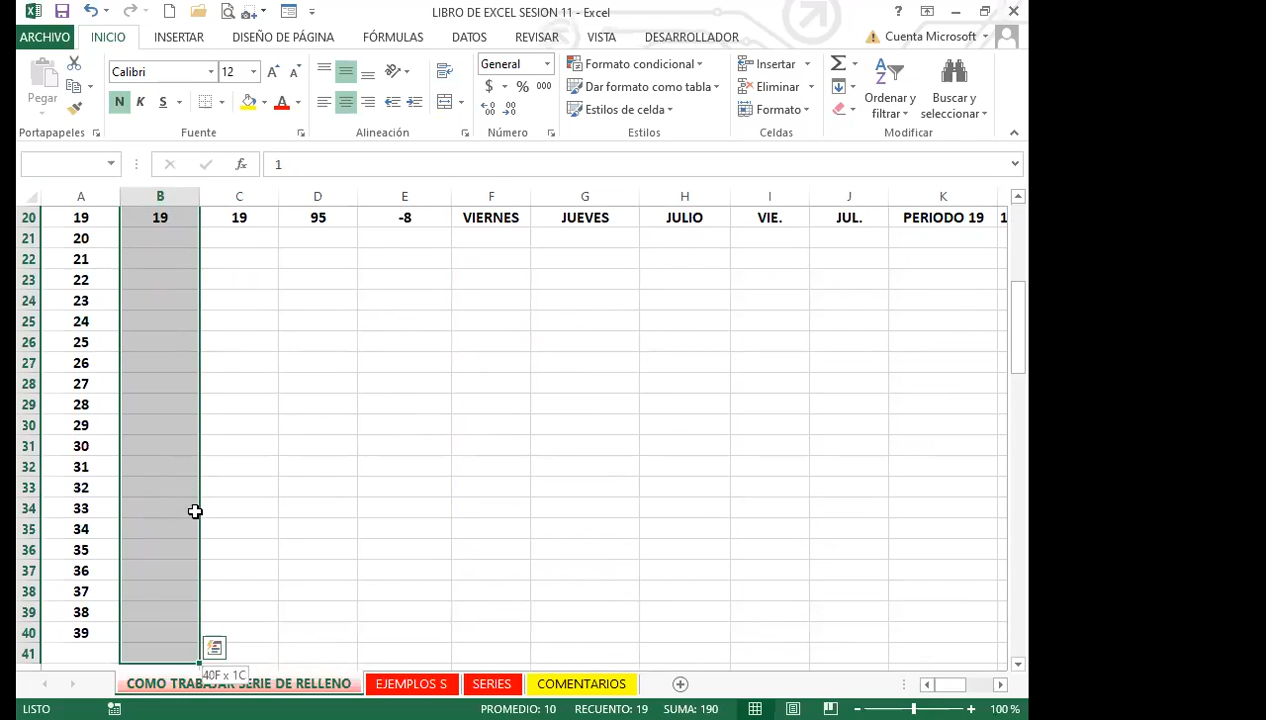 LIBRO DE EXCEL SESION 11 - Excel
?
ARCHIVO INICIO INSERTAR DISEÑO DE PÁGINA FÓRMULAS DATOS REVISAR VISTA DESARROLLADOR Cuenta Microsoft
Calibri 12 General Formato condicional Insertar
Pegar N K S $ % 000 Dar formato como tabla Eliminar Ordenar y filtrar Buscar y seleccionar
Estilos de celda Formato
Portapapeles Fuente Alineación Número Estilos Celdas Modificar
fx 1
A B C D E F G H I J K
20 19 19 19 95 -8 VIERNES JUEVES JULIO VIE. JUL. PERIODO 19 1
21 20
22 21
23 22
24 23
25 24
26 25
27 26
28 27
29 28
30 29
31 30
32 31
33 32
34 33
35 34
36 35
37 36
38 37
39 38
40 39
41
40F x 1C
COMO TRABAJAR SERIE DE RELLENO EJEMPLOS S SERIES COMENTARIOS
LISTO PROMEDIO: 10 RECUENTO: 19 SUMA: 190 100 %